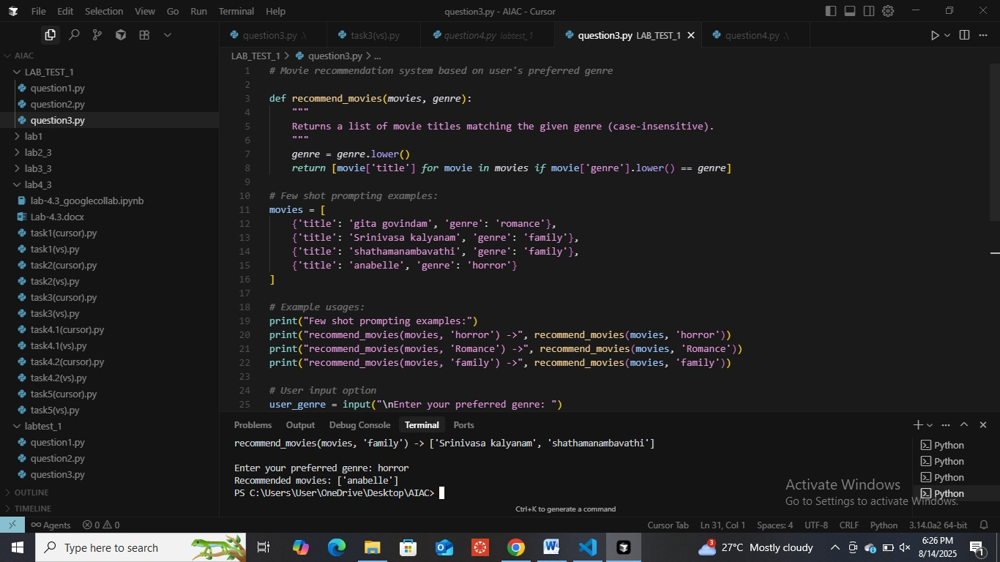 File Edit Selection View Go Run Terminal Help question3.py - AIAC - Cursor
question3.py .\ task3(vs).py question4.py labtest_1 question3.py LAB_TEST_1 question4.py .\
AIAC
LAB_TEST_1
question1.py
question2.py
question3.py
lab1
lab2_3
lab3_3
lab4_3
lab-4.3_googlecollab.ipynb
Lab-4.3.docx
task1(cursor).py
task1(vs).py
task2(cursor).py
task2(vs).py
task3(cursor).py
task3(vs).py
task4.1(cursor).py
task4.1(vs).py
task4.2(cursor).py
task4.2(vs).py
task5(cursor).py
task5(vs).py
labtest_1
question1.py
question2.py
question3.py
OUTLINE
TIMELINE
LAB_TEST_1 > question3.py > ...
1 # Movie recommendation system based on user's preferred genre
2
3 def recommend_movies(movies, genre):
4 """
5 Returns a list of movie titles matching the given genre (case-insensitive).
6 """
7 genre = genre.lower()
8 return [movie['title'] for movie in movies if movie['genre'].lower() == genre]
9
10 # Few shot prompting examples:
11 movies = [
12 {'title': 'gita govindam', 'genre': 'romance'},
13 {'title': 'Srinivasa kalyanam', 'genre': 'family'},
14 {'title': 'shathamanambavathi', 'genre': 'family'},
15 {'title': 'anabelle', 'genre': 'horror'}
16 ]
17
18 # Example usages:
19 print("Few shot prompting examples:")
20 print("recommend_movies(movies, 'horror') ->", recommend_movies(movies, 'horror'))
21 print("recommend_movies(movies, 'Romance') ->", recommend_movies(movies, 'Romance'))
22 print("recommend_movies(movies, 'family') ->", recommend_movies(movies, 'family'))
23
24 # User input option
25 user_genre = input("\nEnter your preferred genre: ")
Problems Output Debug Console Terminal Ports
recommend_movies(movies, 'family') -> ['Srinivasa kalyanam', 'shathamanambavathi']
Enter your preferred genre: horror
Recommended movies: ['anabelle']
PS C:\Users\User\OneDrive\Desktop\AIAC>
Ctrl+K to generate a command
Python
Python
Python
Python
Activate Windows
Go to Settings to activate Windows.
Agents 0 0 Cursor Tab Ln 31, Col 1 Spaces: 4 UTF-8 CRLF Python 3.14.0a2 64-bit
Type here to search 3 27°C Mostly cloudy 6:26 PM
8/14/2025 1